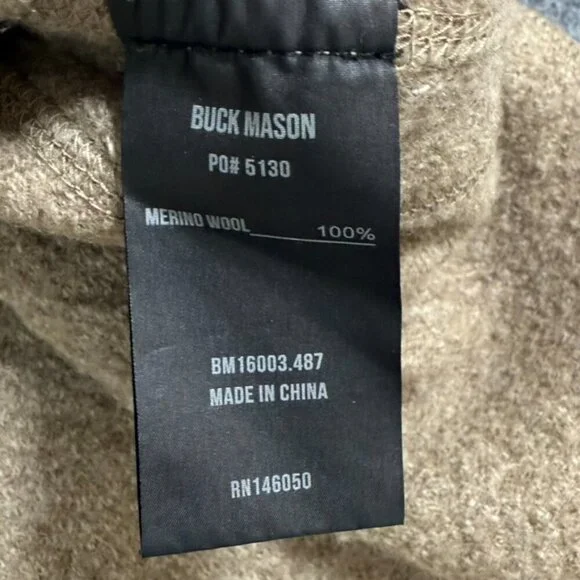 BUCK MASON
PO# 5130
MERINO WOOL 100%
BM16003.487
MADE IN CHINA
RN146050